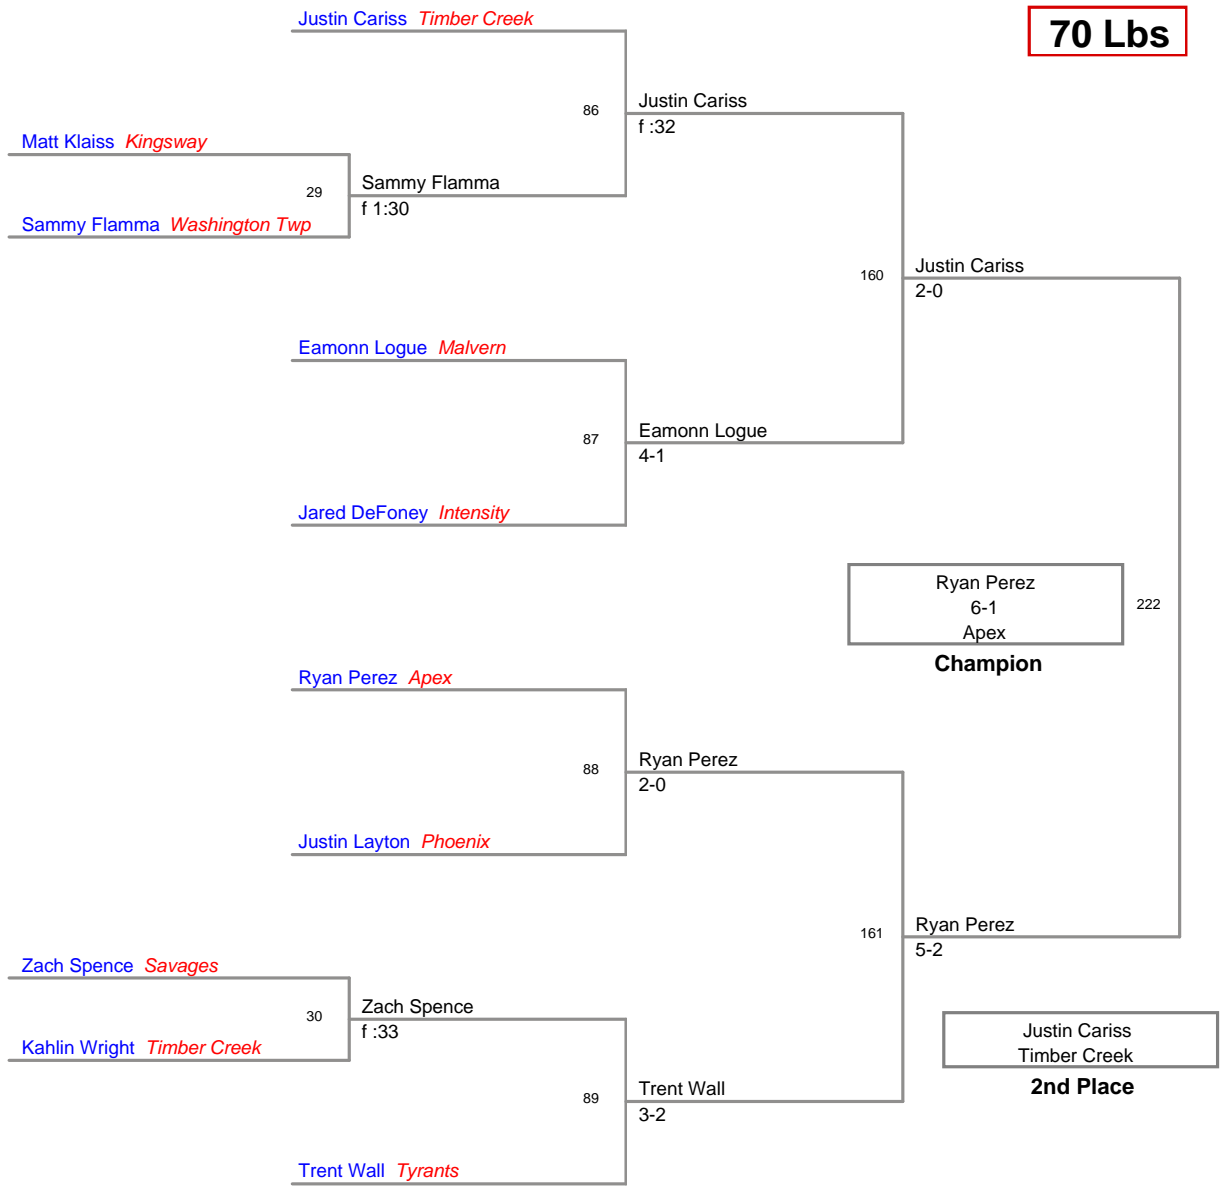 Justin Cariss Timber Creek
70 Lbs
86
Justin Cariss
f :32
Matt Klaiss Kingsway
29
Sammy Flamma
f 1:30
Sammy Flamma Washington Twp
160
Justin Cariss
2-0
Eamonn Logue Malvern
87
Eamonn Logue
4-1
Jared DeFoney Intensity
Ryan Perez
6-1
Apex
222
Champion
Ryan Perez Apex
88
Ryan Perez
2-0
Justin Layton Phoenix
161
Ryan Perez
5-2
Zach Spence Savages
30
Zach Spence
f :33
Kahlin Wright Timber Creek
Justin Cariss
Timber Creek
2nd Place
89
Trent Wall
3-2
Trent Wall Tyrants